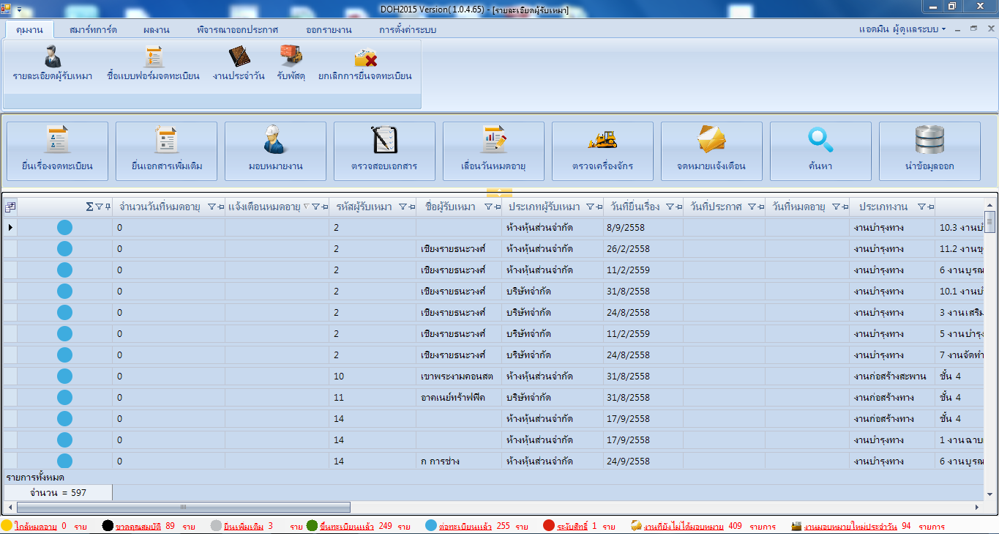 DOH2015 Version( 1.0.4.65) - [รายละเอียดผู้รับเหมา]
คุมงาน สมาร์ทการ์ด ผลงาน พิจารณาออกประกาศ ออกรายงาน การตั้งค่าระบบ แอดมิน ผู้ดูแลระบบ
รายละเอียดผู้รับเหมา ชื่อแบบฟอร์มจดทะเบียน งานประจำวัน รับพัสดุ ยกเลิกการยื่นจดทะเบียน
ยื่นเรื่องจดทะเบียน ยื่นเอกสารเพิ่มเติม มอบหมายงาน ตรวจสอบเอกสาร เลื่อนวันหมดอายุ ตรวจเครื่องจักร จดหมายแจ้งเตือน ค้นหา นำข้อมูลออก
Σ จำนวนวันที่หมดอายุ แจ้งเตือนหมดอายุ รหัสผู้รับเหมา ชื่อผู้รับเหมา ประเภทผู้รับเหมา วันที่ยื่นเรื่อง วันที่ประกาศ วันที่หมดอายุ ประเภทงาน
0 2 ห้างหุ้นส่วนจำกัด 8/9/2558 งานบำรุงทาง 10.3 งานบำ
0 2 เชียงรายธนะวงศ์ ห้างหุ้นส่วนจำกัด 26/2/2558 งานบำรุงทาง 11.2 งานขุ
0 2 เชียงรายธนะวงศ์ ห้างหุ้นส่วนจำกัด 11/2/2559 งานบำรุงทาง 6 งานบูรณ
0 2 เชียงรายธนะวงศ์ บริษัทจำกัด 31/8/2558 งานบำรุงทาง 10.1 งานบำ
0 2 เชียงรายธนะวงศ์ บริษัทจำกัด 24/8/2558 งานบำรุงทาง 3 งานเสริม
0 2 เชียงรายธนะวงศ์ บริษัทจำกัด 11/2/2559 งานบำรุงทาง 5 งานบำรุง
0 2 เชียงรายธนะวงศ์ บริษัทจำกัด 24/8/2558 งานบำรุงทาง 7 งานจัดทำ
0 10 เขาพระงามคอนสต ห้างหุ้นส่วนจำกัด 31/8/2558 งานก่อสร้างสะพาน ชั้น 4
0 11 อาคเนย์ทร้าฟฟิค บริษัทจำกัด 31/8/2558 งานก่อสร้างทาง ชั้น 4
0 14 ห้างหุ้นส่วนจำกัด 17/9/2558 งานก่อสร้างทาง ชั้น 4
0 14 ห้างหุ้นส่วนจำกัด 17/9/2558 งานบำรุงทาง 1 งานฉาบ
0 14 ก การช่าง ห้างหุ้นส่วนจำกัด 24/9/2558 งานบำรุงทาง 6 งานบูรณ
รายการทั้งหมด
จำนวน = 597
ใกล้หมดอายุ 0 ราย ขาดคุณสมบัติ 89 ราย ยื่นเพิ่มเติม 3 ราย ขึ้นทะเบียนแล้ว 249 ราย ต่อทะเบียนแล้ว 255 ราย ระงับสิทธิ์ 1 ราย งานที่ยังไม่ได้มอบหมาย 409 รายการ งานมอบหมายใหม่ประจำวัน 94 รายการ